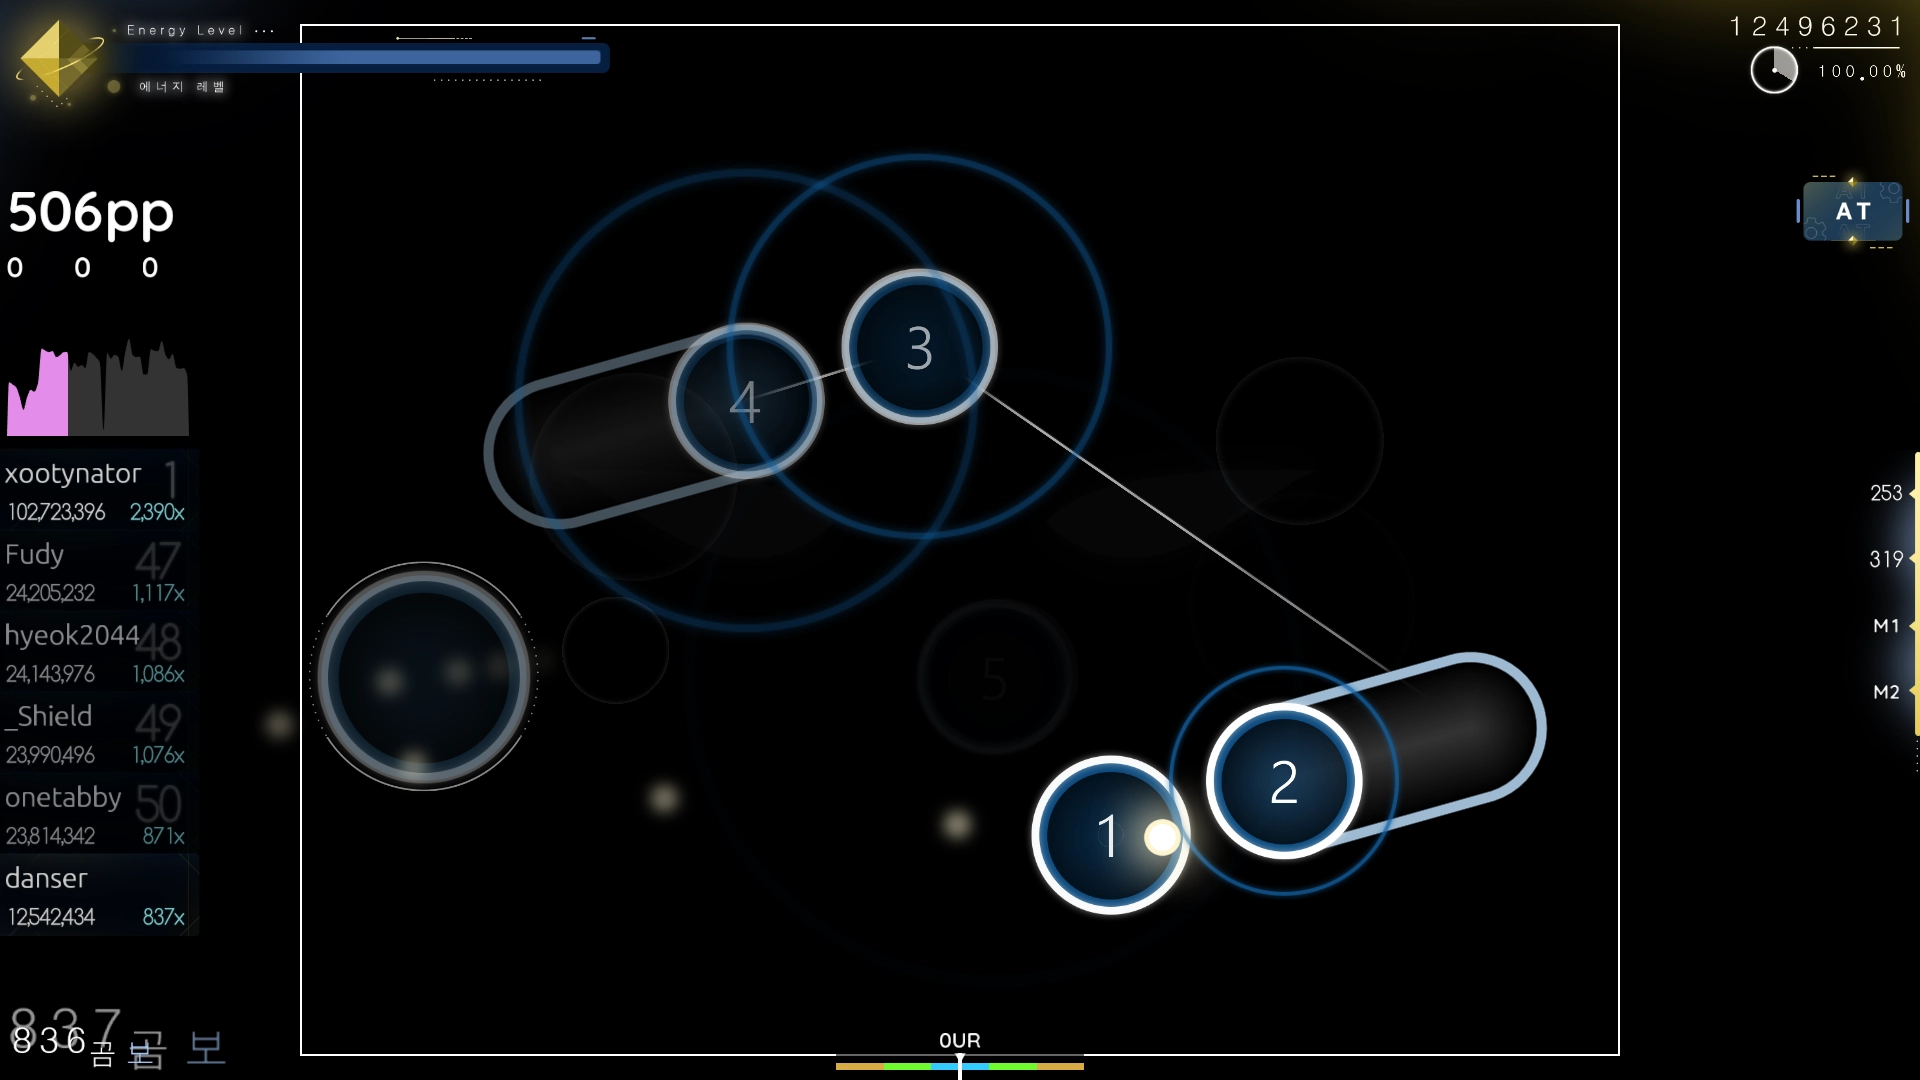 Energy Level ···
에너지 레벨
12496231
100.00%
AT
506pp
0 0 0
xootynator 1
102,723,396 2,390x
Fudy 47
24,205,232 1,117x
hyeok2044 48
24,143,976 1,086x
_Shield 49
23,990,496 1,076x
onetabby 50
23,814,342 871x
danser
12,542,434 837x
3
4
5
2
1
253
319
M1
M2
837
836
0UR